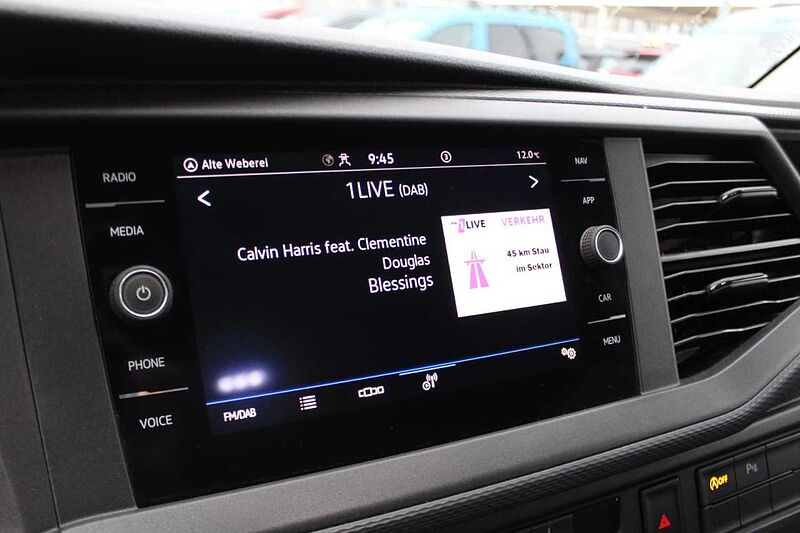 Alte Weberei
9:45
3
12.0°C
RADIO
MEDIA
PHONE
VOICE
NAV
APP
CAR
MENU
1LIVE (DAB)
Calvin Harris feat. Clementine
Douglas
Blessings
1LIVE VERKEHR
45 km Stau
im Sektor
FM/DAB
A OFF
P